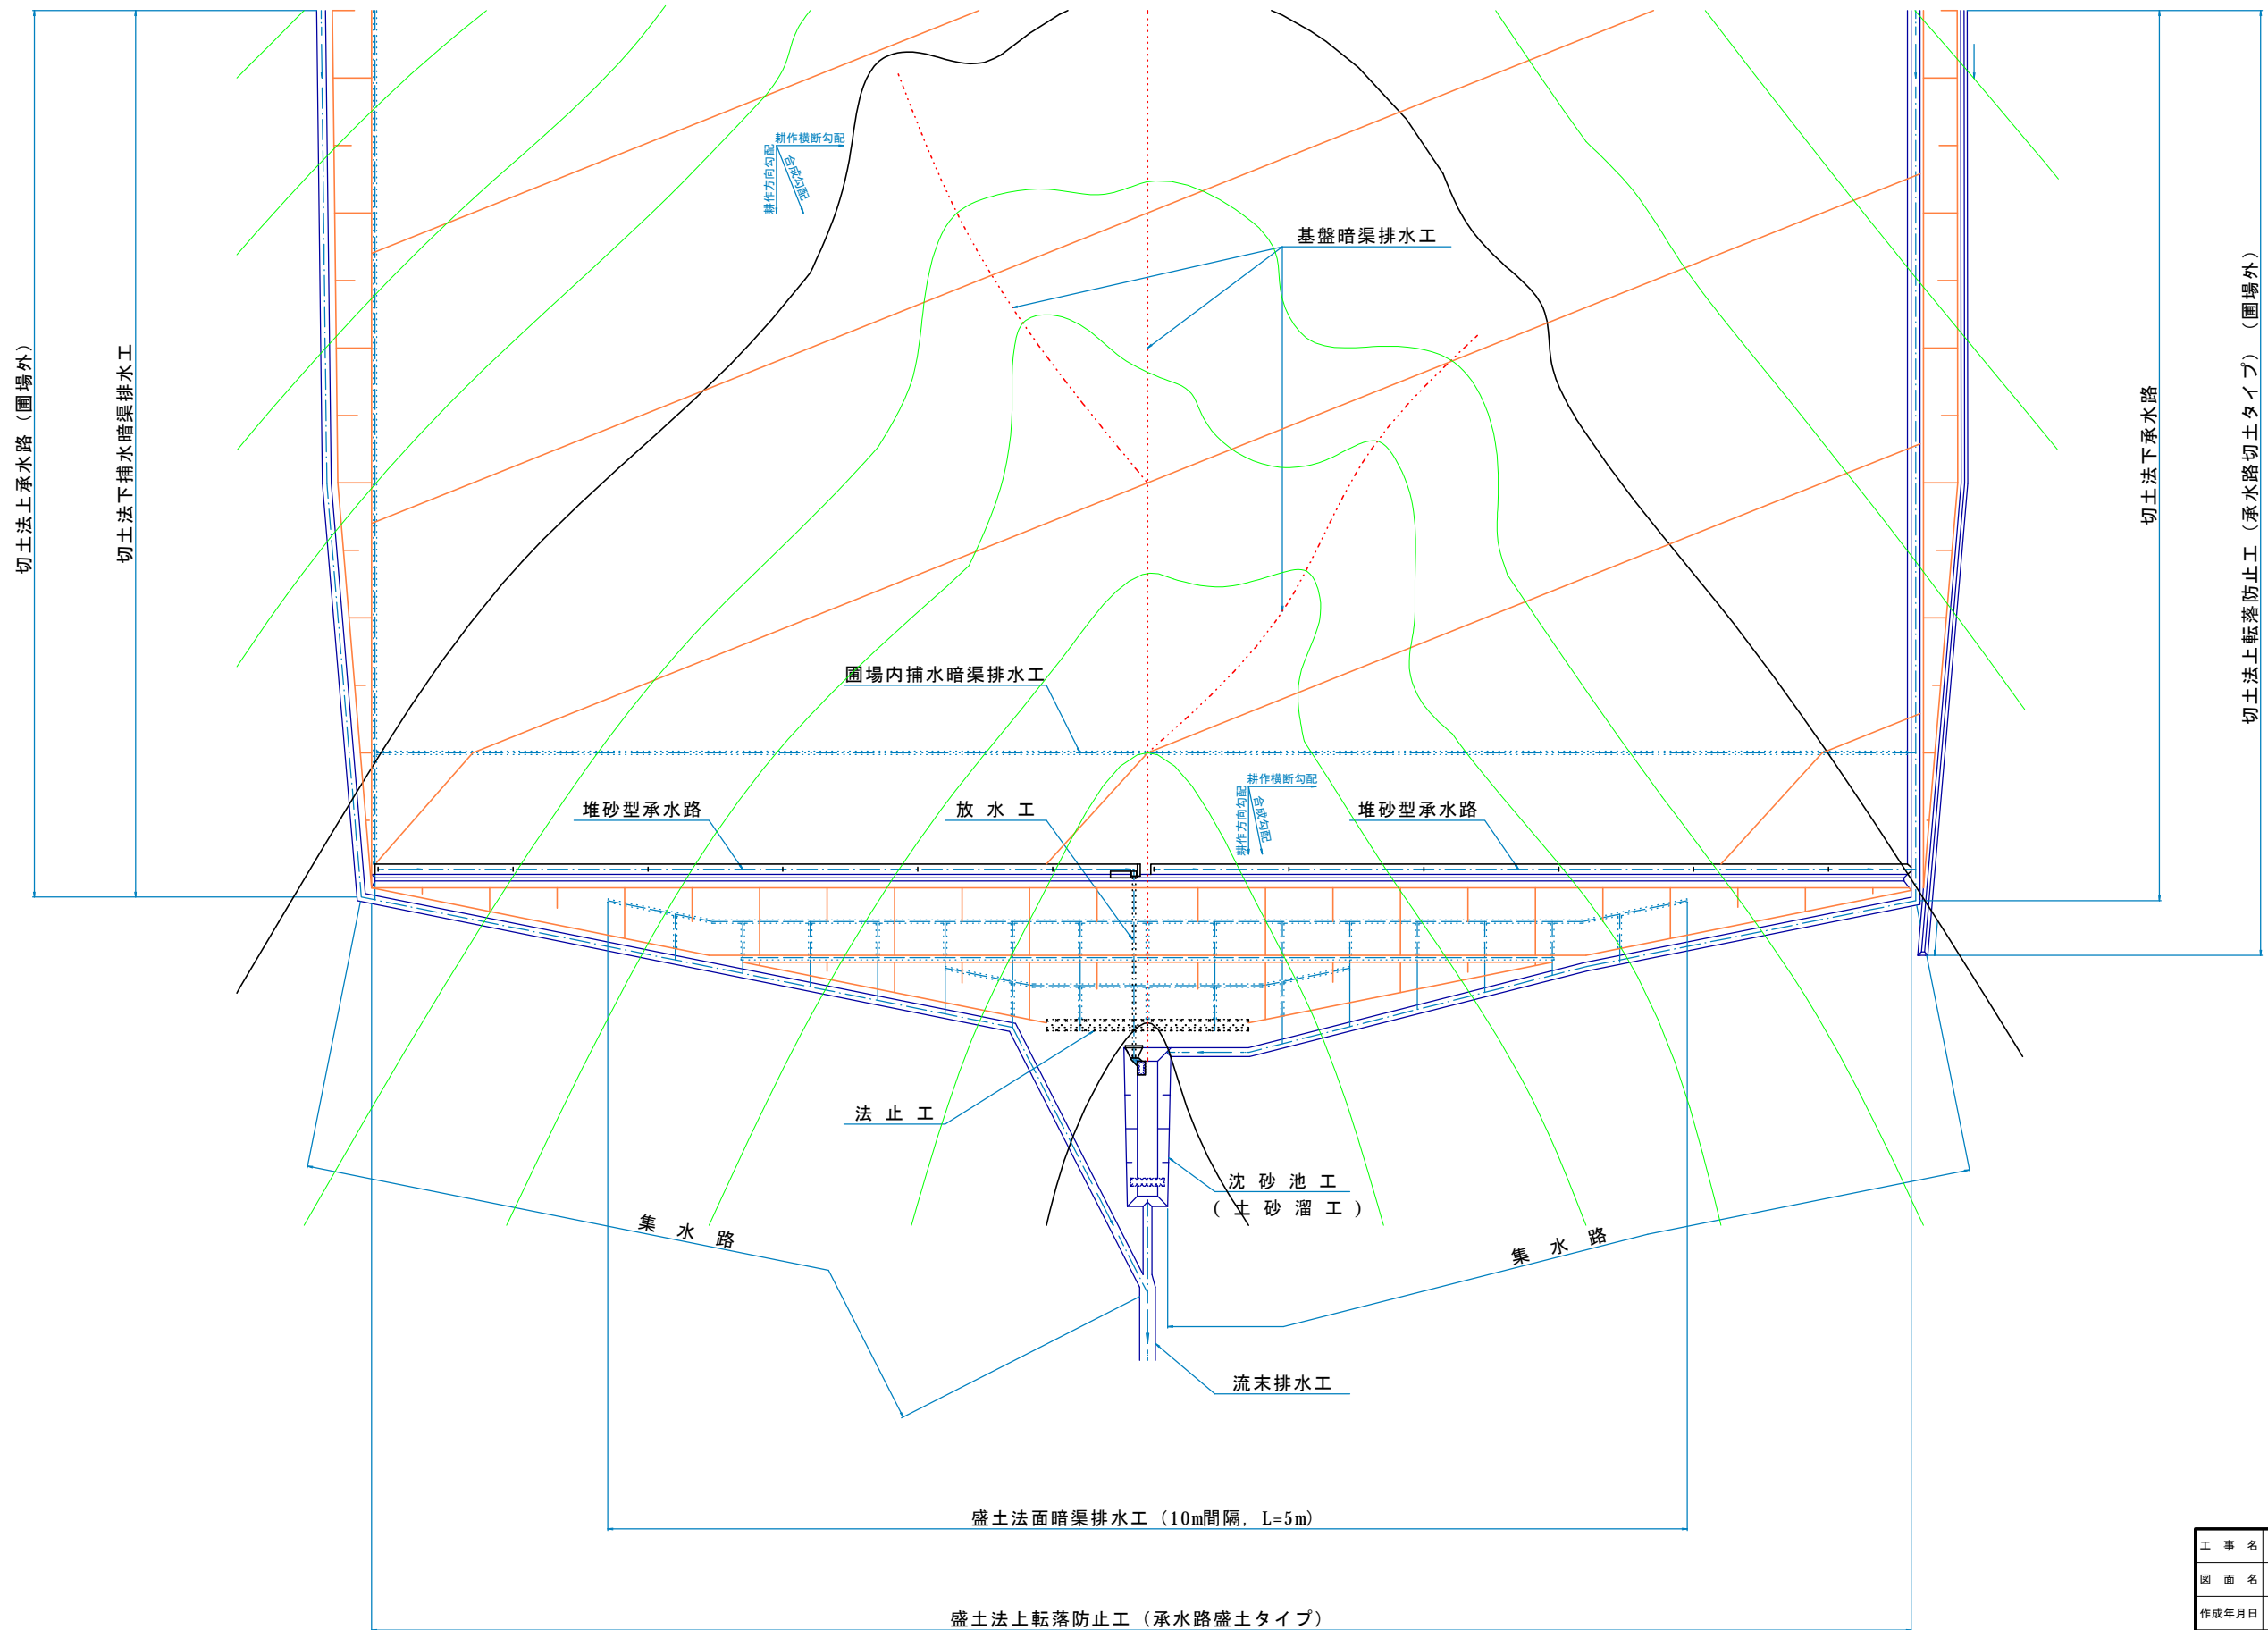 耕作横断勾配
耕作方向勾配
合成勾配
基盤暗渠排水工
切土法上承水路（圃場外）
切土法下捕水暗渠排水工
切土法下承水路
切土法上転落防止工（承水路切土タイプ）（圃場外）
圃場内捕水暗渠排水工
耕作横断勾配
耕作方向勾配
合成勾配
堆砂型承水路
放 水 工
堆砂型承水路
法 止 工
沈 砂 池 工
( 土 砂 溜 工 )
集 水 路
集 水 路
流末排水工
盛土法面暗渠排水工（10m間隔, L=5m）
盛土法上転落防止工（承水路盛土タイプ）
工 事 名
図 面 名
作成年月日